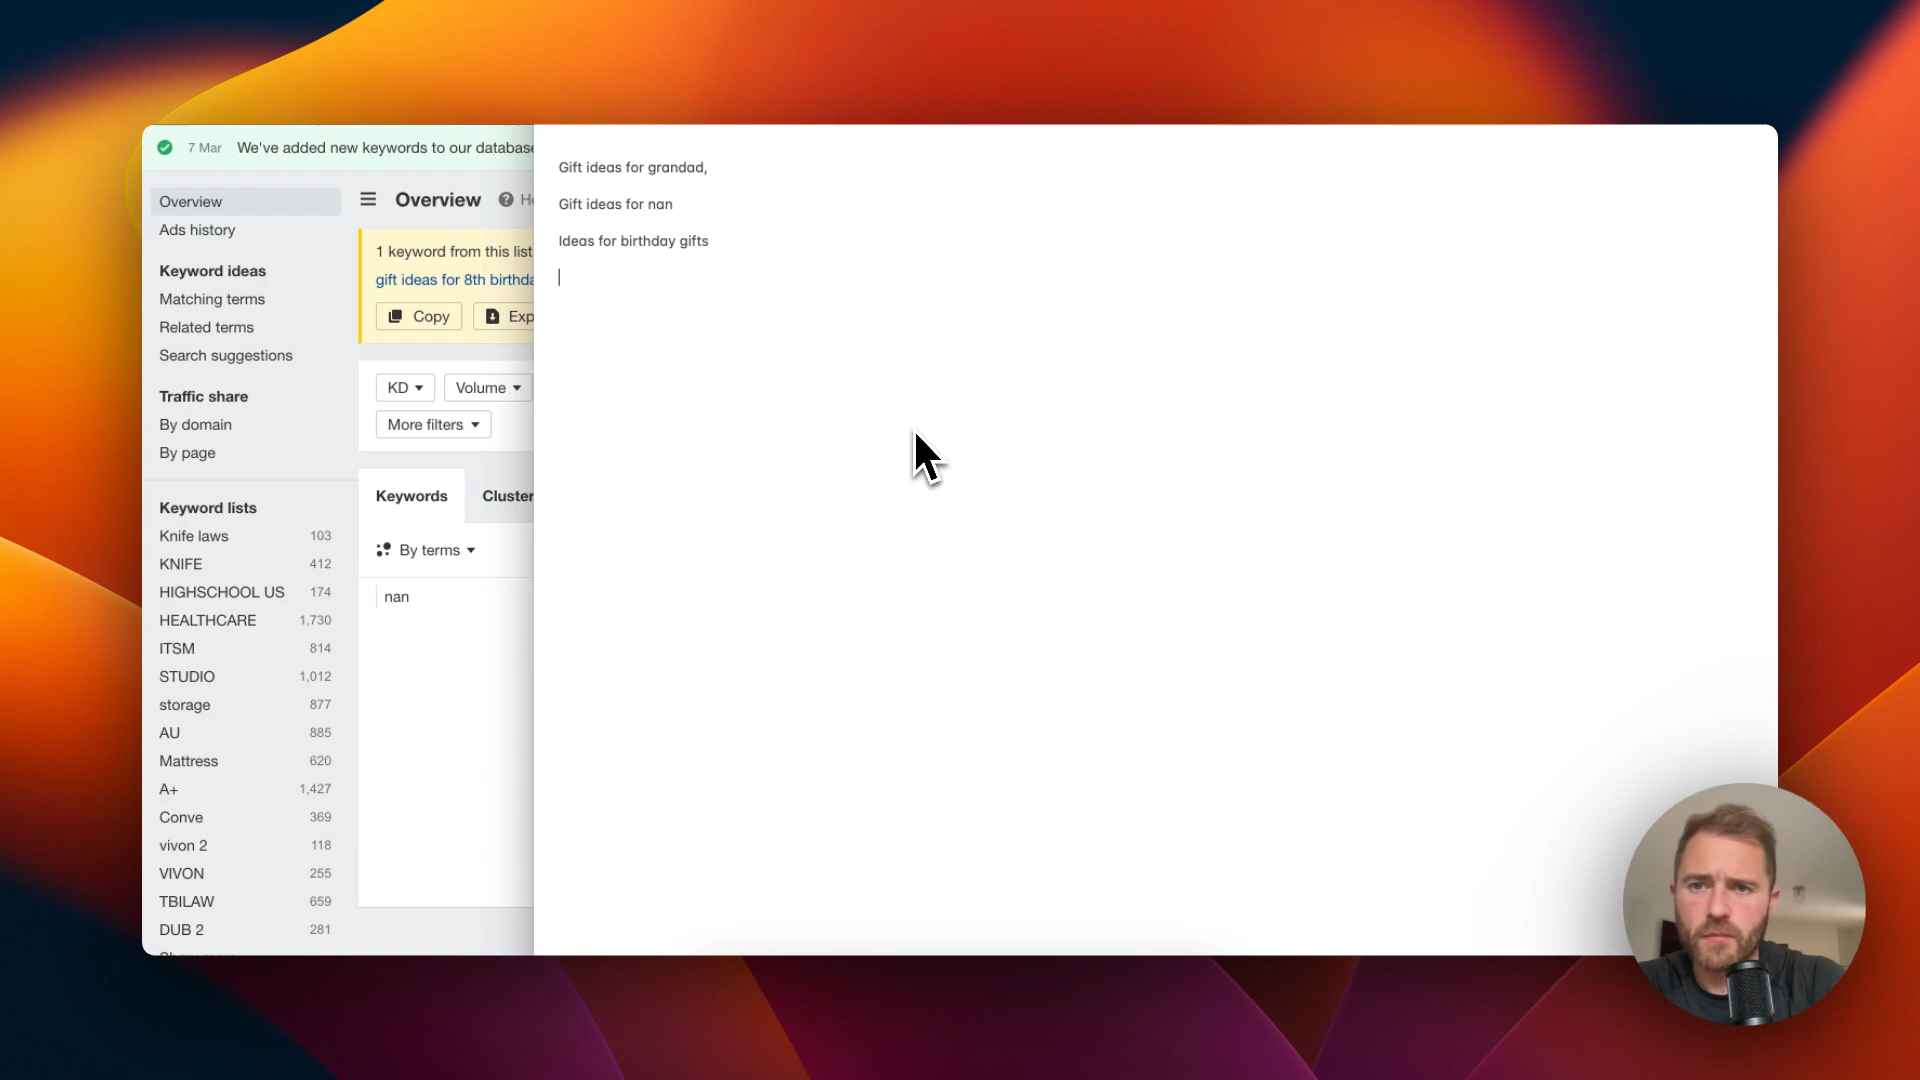 7 Mar We've added new keywords to our database
Overview
Ads history
Keyword ideas
Matching terms
Related terms
Search suggestions
Traffic share
By domain
By page
Keyword lists
Knife laws 103
KNIFE 412
HIGHSCHOOL US 174
HEALTHCARE 1,730
ITSM 814
STUDIO 1,012
storage 877
AU 885
Mattress 620
A+ 1,427
Conve 369
vivon 2 118
VIVON 255
TBILAW 659
DUB 2 281
Overview
1 keyword from this list
gift ideas for 8th birthda
Copy Exp
KD Volume
More filters
Keywords Cluster
By terms
nan
Gift ideas for grandad,
Gift ideas for nan
Ideas for birthday gifts